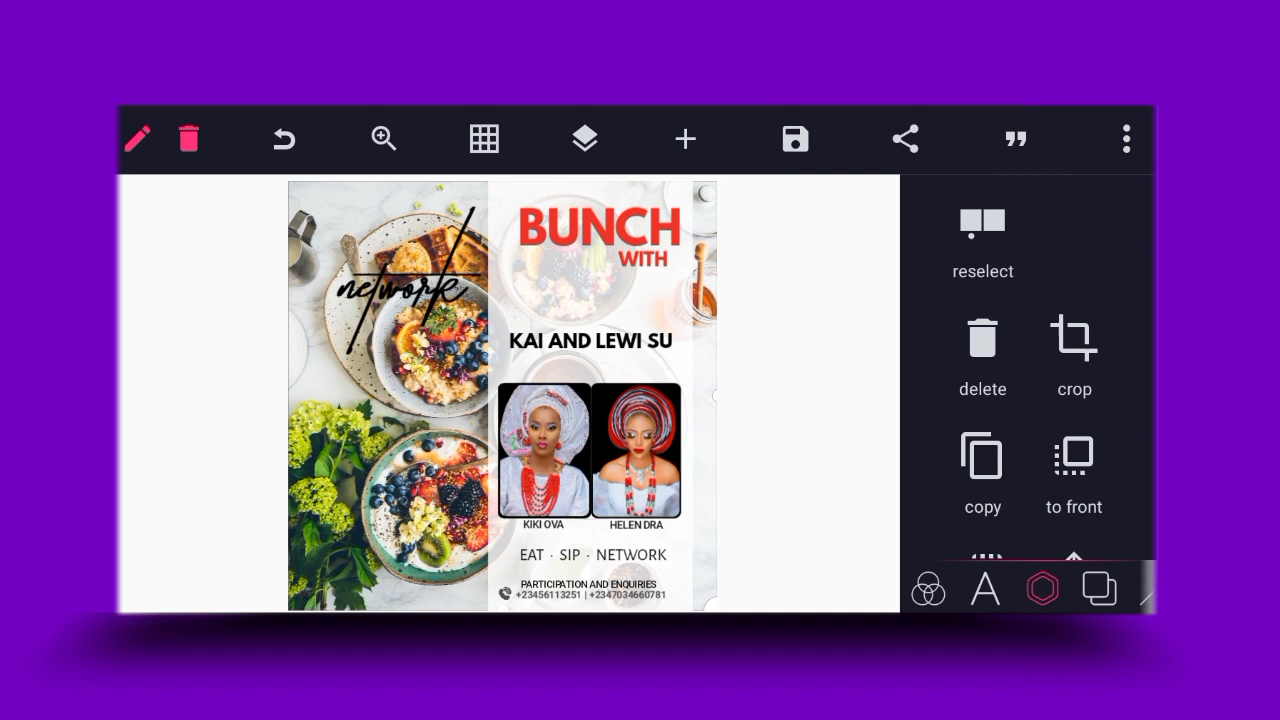 BUNCH
WITH
network
KAI AND LEWI SU
KIKI OVA
HELEN DRA
EAT · SIP · NETWORK
PARTICIPATION AND ENQUIRIES
+23456113251 | +2347034660781
reselect
delete
crop
copy
to front